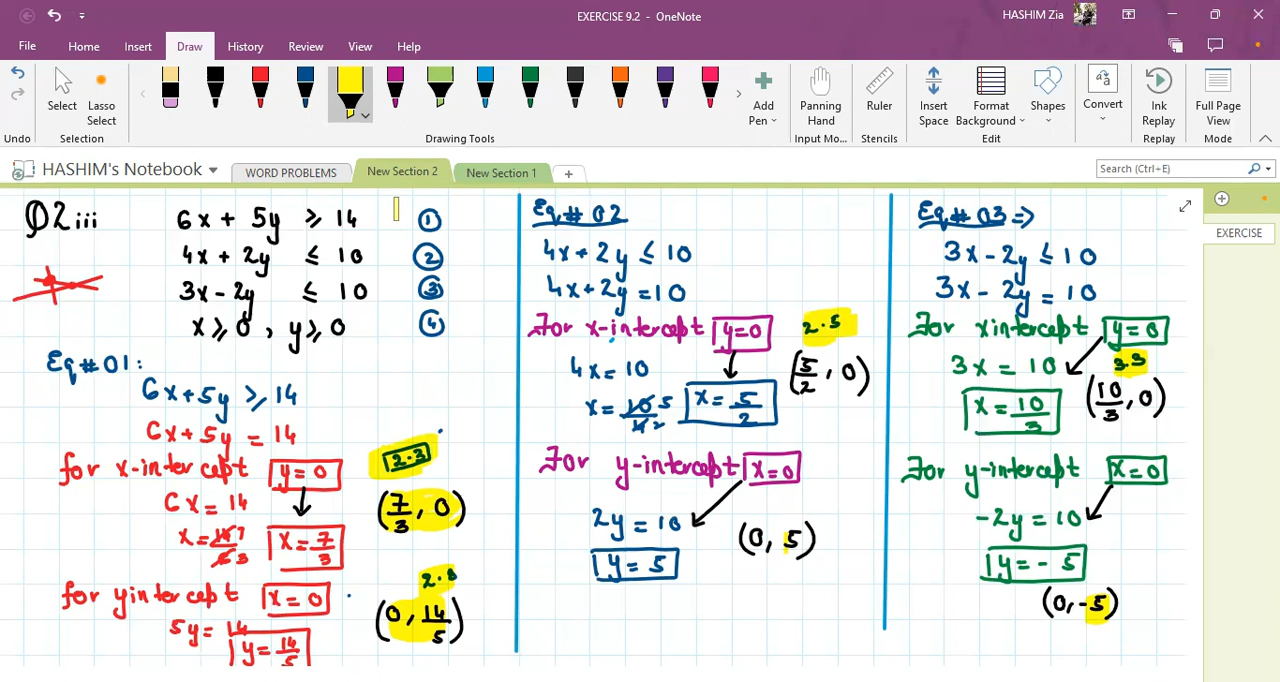 EXERCISE 9.2 - OneNote
HASHIM Zia
File Home Insert Draw History Review View Help
Undo
Select
Lasso Select
Selection
Drawing Tools
Add Pen
Panning Hand
Input Mo...
Ruler
Stencils
Insert Space
Format Background
Shapes
Edit
Convert
Ink Replay
Replay
Full Page View
Mode
HASHIM's Notebook
WORD PROBLEMS
New Section 2
New Section 1
Search (Ctrl+E)
EXERCISE
Q2 iii
6x + 5y ≥ 14 ①
4x + 2y ≤ 10 ②
3x - 2y ≤ 10 ③
x ≥ 0 , y ≥ 0 ④
Eq # 01:
6x + 5y ≥ 14
6x + 5y = 14
for x-intercept y = 0
6x = 14
x = 14/6 7/3 x = 7/3
2.3
(7/3, 0)
for y intercept x = 0
5y = 14
y = 14/5
2.8
(0, 14/5)
Eq # 02
4x + 2y ≤ 10
4x + 2y = 10
For x-intercept y = 0
4x = 10
x = 10/4 5/2 x = 5/2
2.5
(5/2, 0)
For y-intercept x = 0
2y = 10
y = 5
(0, 5)
Eq # 03 ⇒
3x - 2y ≤ 10
3x - 2y = 10
For x intercept y = 0
3x = 10
x = 10/3
3.3
(10/3, 0)
For y-intercept x = 0
-2y = 10
y = - 5
(0, -5)